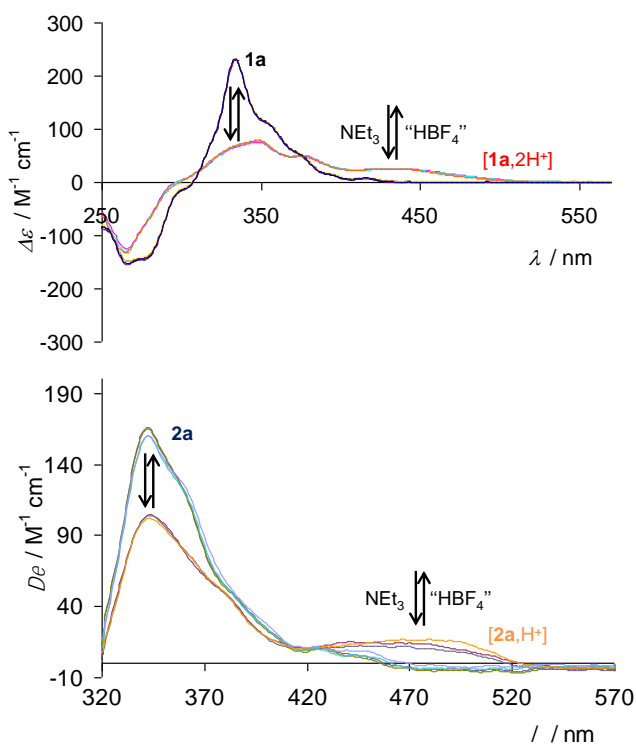 300
1a
200
100
NEt3 “HBF4”
[1a,2H+]
0
250 350 450 550
-100
Δε / M-1 cm-1
λ / nm
-200
-300
190
2a
140
De / M-1 cm-1
90
NEt3 “HBF4”
40
[2a,H+]
-10
320 370 420 470 520 570
l / nm